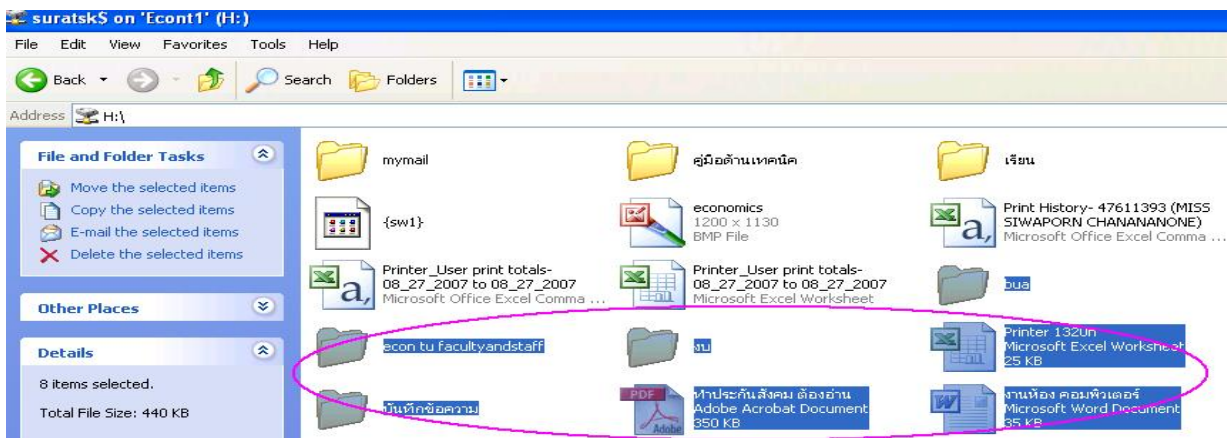 suratsk$ on 'Econt1' (H:)
File Edit View Favorites Tools Help
Back Search Folders
Address H:\
File and Folder Tasks
Move the selected items
Copy the selected items
E-mail the selected items
Delete the selected items
Other Places
Details
8 items selected.
Total File Size: 440 KB
mymail
คู่มือด้านเทคนิค
เรียน
{sw1}
economics
1200 x 1130
BMP File
Print History- 47611393 (MISS
SIWAPORN CHANANANONE)
Microsoft Office Excel Comma ...
a,
Printer_User print totals-
08_27_2007 to 08_27_2007
Microsoft Office Excel Comma ...
a,
Printer_User print totals-
08_27_2007 to 08_27_2007
Microsoft Excel Worksheet
bua
econ tu facultyandstaff
งบ
Printer 1320n
Microsoft Excel Worksheet
25 KB
บันทึกข้อความ
PDF
Adobe
ทำประกันสังคม ต้องอ่าน
Adobe Acrobat Document
350 KB
งานห้อง คอมพิวเตอร์
Microsoft Word Document
35 KB